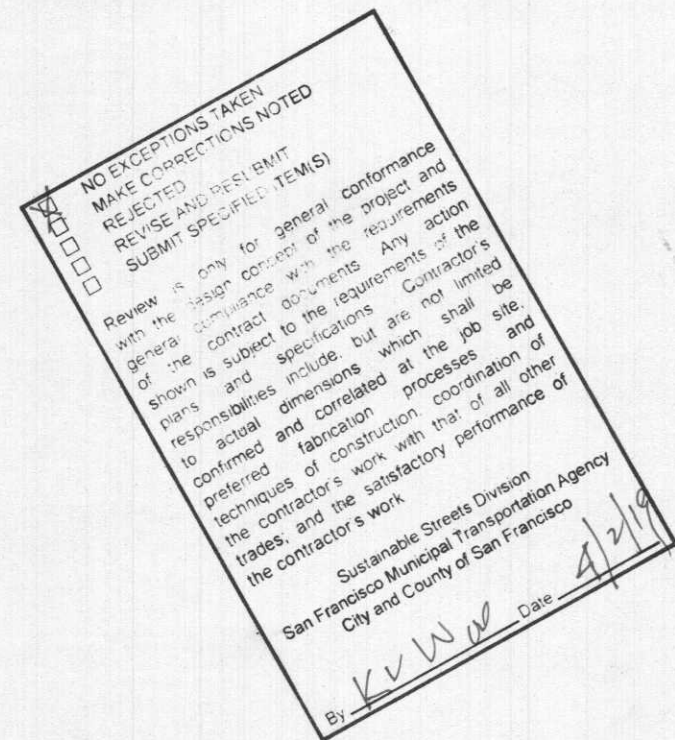 ☒ NO EXCEPTIONS TAKEN
☐ MAKE CORRECTIONS NOTED
☐ REJECTED
☐ REVISE AND RESUBMIT
☐ SUBMIT SPECIFIED ITEM(S)
Review is only for general conformance
with the design concept of the project and
general compliance with the requirements
of the contract documents Any action
shown is subject to the requirements of the
plans and specifications Contractor's
responsibilities include, but are not limited
to actual dimensions which shall be
confirmed and correlated at the job site,
preferred fabrication processes and
techniques of construction, coordination of
the contractor's work with that of all other
trades; and the satisfactory performance of
the contractor's work
Sustainable Streets Division
San Francisco Municipal Transportation Agency
City and County of San Francisco
By Date 4/2/19